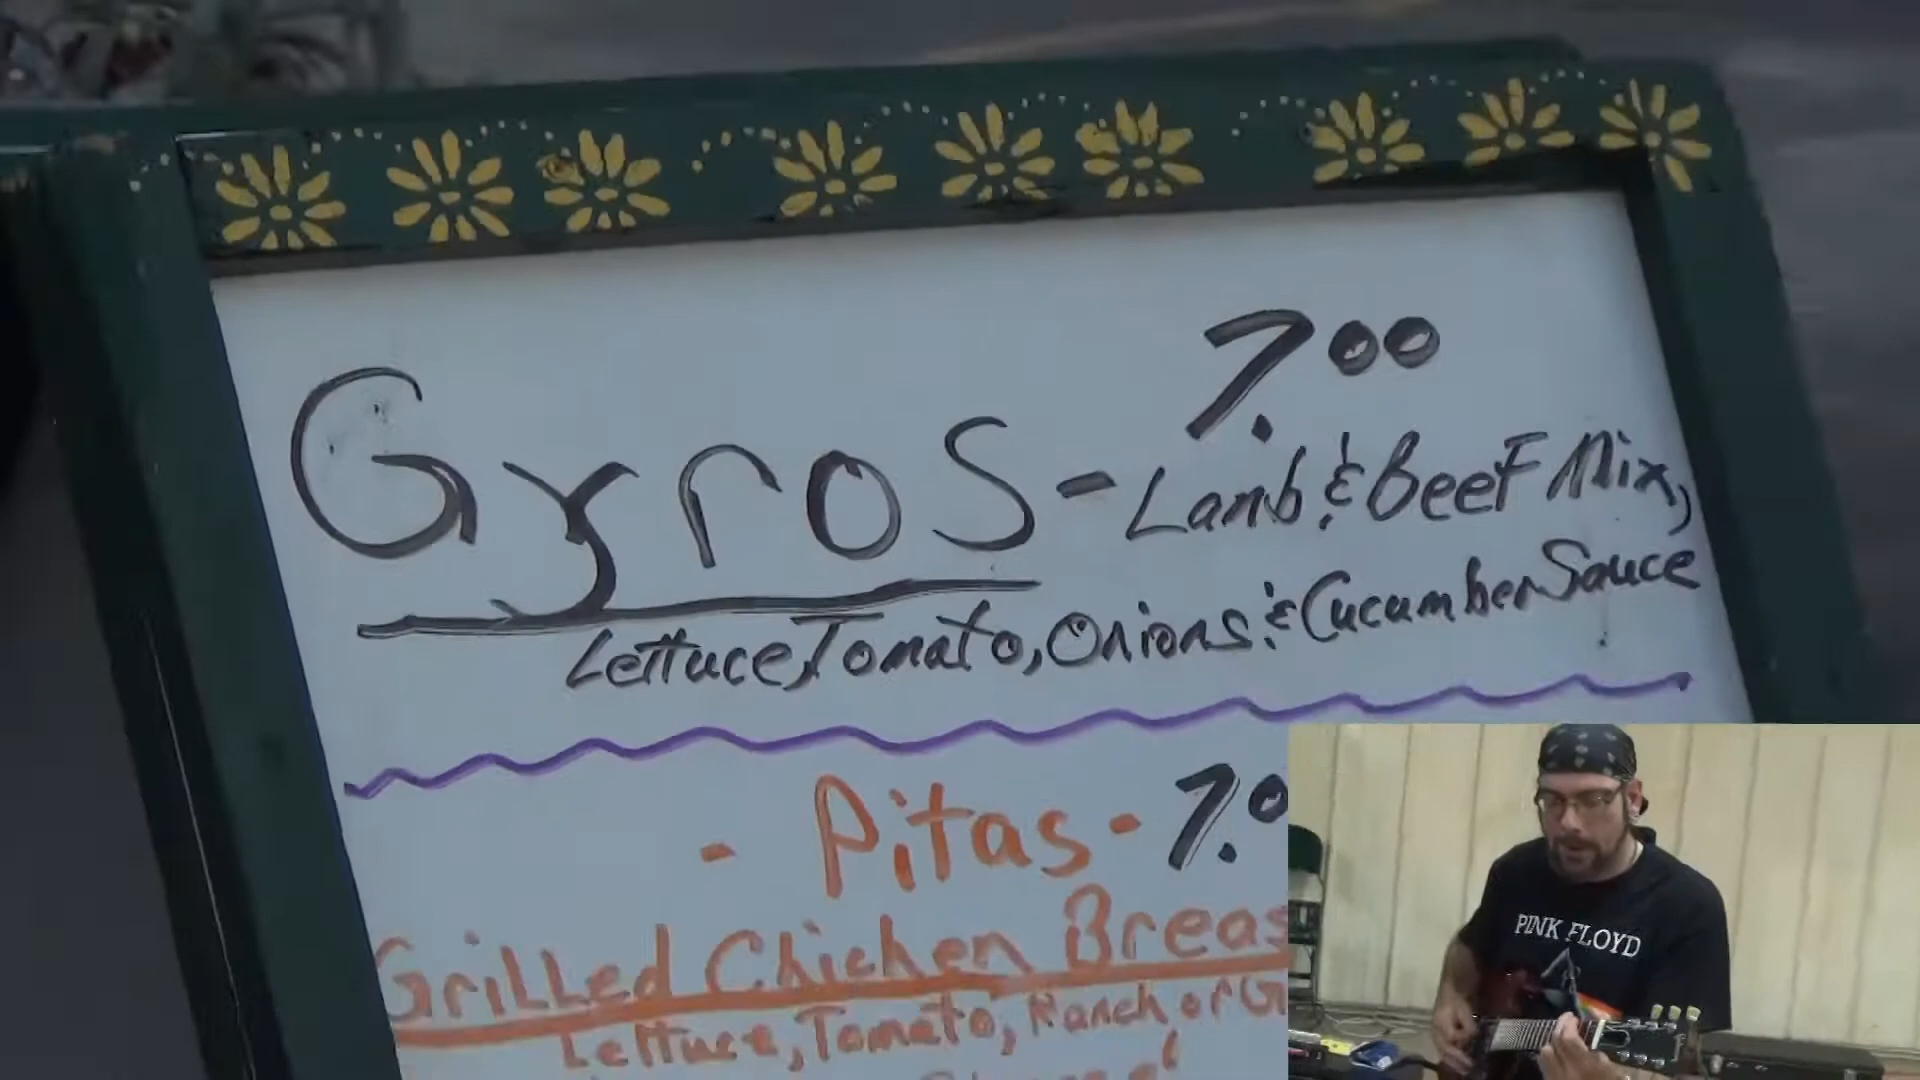 7.00
Gyros - Lamb & Beef Mix,
Lettuce, Tomato, Onions & Cucumber Sauce
- Pitas - 7.0
Grilled Chicken Breas
Lettuce, Tomato, Ranch or G
PINK FLOYD